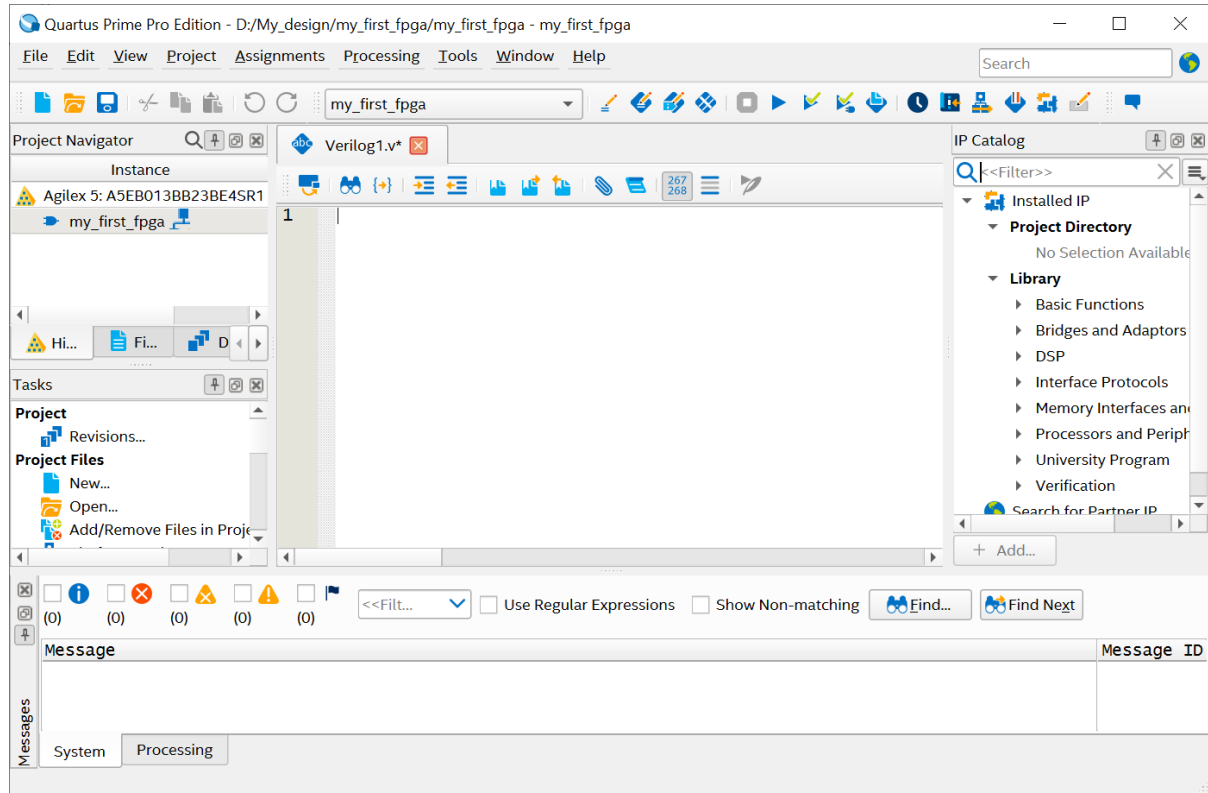 Quartus Prime Pro Edition - D:/My_design/my_first_fpga/my_first_fpga - my_first_fpga
File Edit View Project Assignments Processing Tools Window Help
Search
my_first_fpga
Project Navigator
Instance
Agilex 5: A5EB013BB23BE4SR1
my_first_fpga
Hi...
Fi...
D
Tasks
Project
Revisions...
Project Files
New...
Open...
Add/Remove Files in Proje
abc Verilog1.v*
267
268
1
IP Catalog
<<Filter>>
Installed IP
Project Directory
No Selection Available
Library
Basic Functions
Bridges and Adaptors
DSP
Interface Protocols
Memory Interfaces and
Processors and Periph
University Program
Verification
Search for Partner IP
+ Add...
(0) (0) (0) (0) (0)
<<Filt...
Use Regular Expressions
Show Non-matching
Find...
Find Next
Message
Message ID
Messages
System Processing